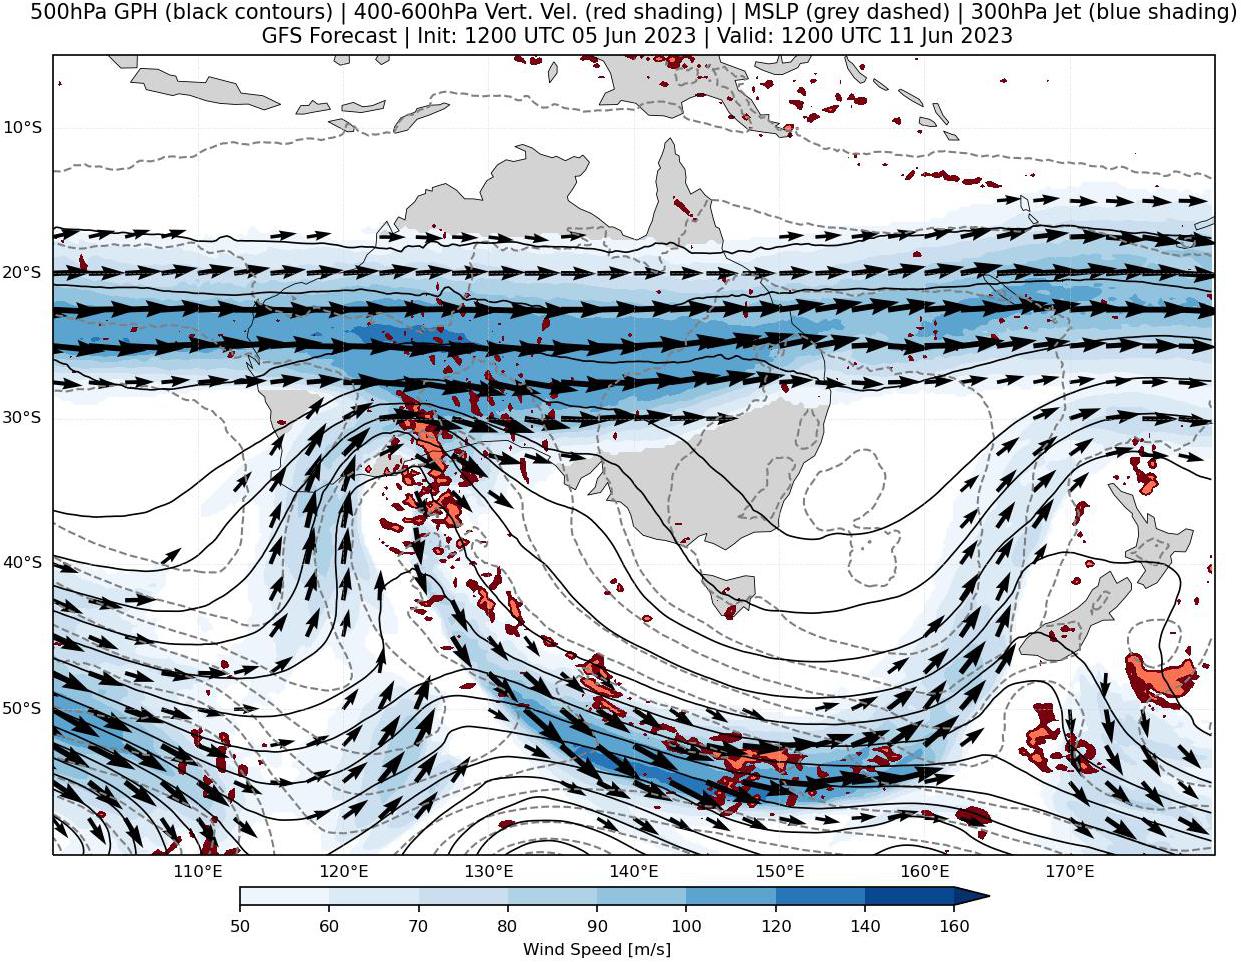 500hPa GPH (black contours) | 400-600hPa Vert. Vel. (red shading) | MSLP (grey dashed) | 300hPa Jet (blue shading)
GFS Forecast | Init: 1200 UTC 05 Jun 2023 | Valid: 1200 UTC 11 Jun 2023
10°S
20°S
30°S
40°S
50°S
110°E 120°E 130°E 140°E 150°E 160°E 170°E
50 60 70 80 90 100 120 140 160
Wind Speed [m/s]